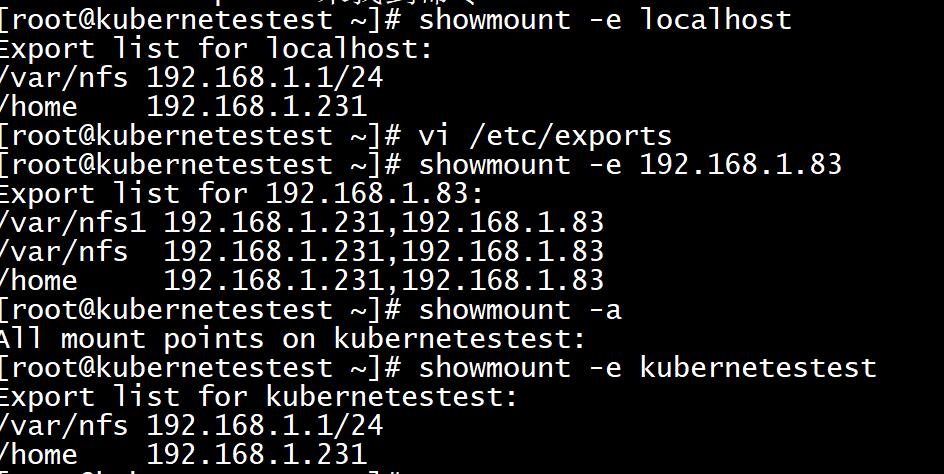 [root@kubernetestest ~]# showmount -e localhost
Export list for localhost:
/var/nfs 192.168.1.1/24
/home    192.168.1.231
[root@kubernetestest ~]# vi /etc/exports
[root@kubernetestest ~]# showmount -e 192.168.1.83
Export list for 192.168.1.83:
/var/nfs1 192.168.1.231,192.168.1.83
/var/nfs  192.168.1.231,192.168.1.83
/home     192.168.1.231,192.168.1.83
[root@kubernetestest ~]# showmount -a
All mount points on kubernetestest:
[root@kubernetestest ~]# showmount -e kubernetestest
Export list for kubernetestest:
/var/nfs 192.168.1.1/24
/home    192.168.1.231